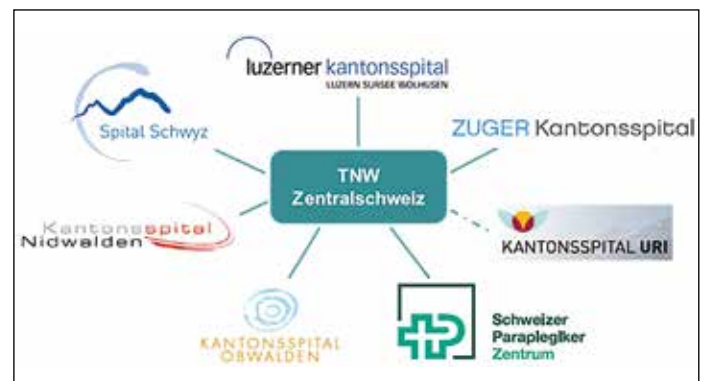 luzerner kantonsspital
LUZERN SURSEE WOLHUSEN
Spital Schwyz
ZUGER Kantonsspital
TNW
Zentralschweiz
Kantonsspital
Nidwalden
KANTONSSPITAL URI
KANTONSSPITAL
OBWALDEN
Schweizer
Paraplegiker
Zentrum